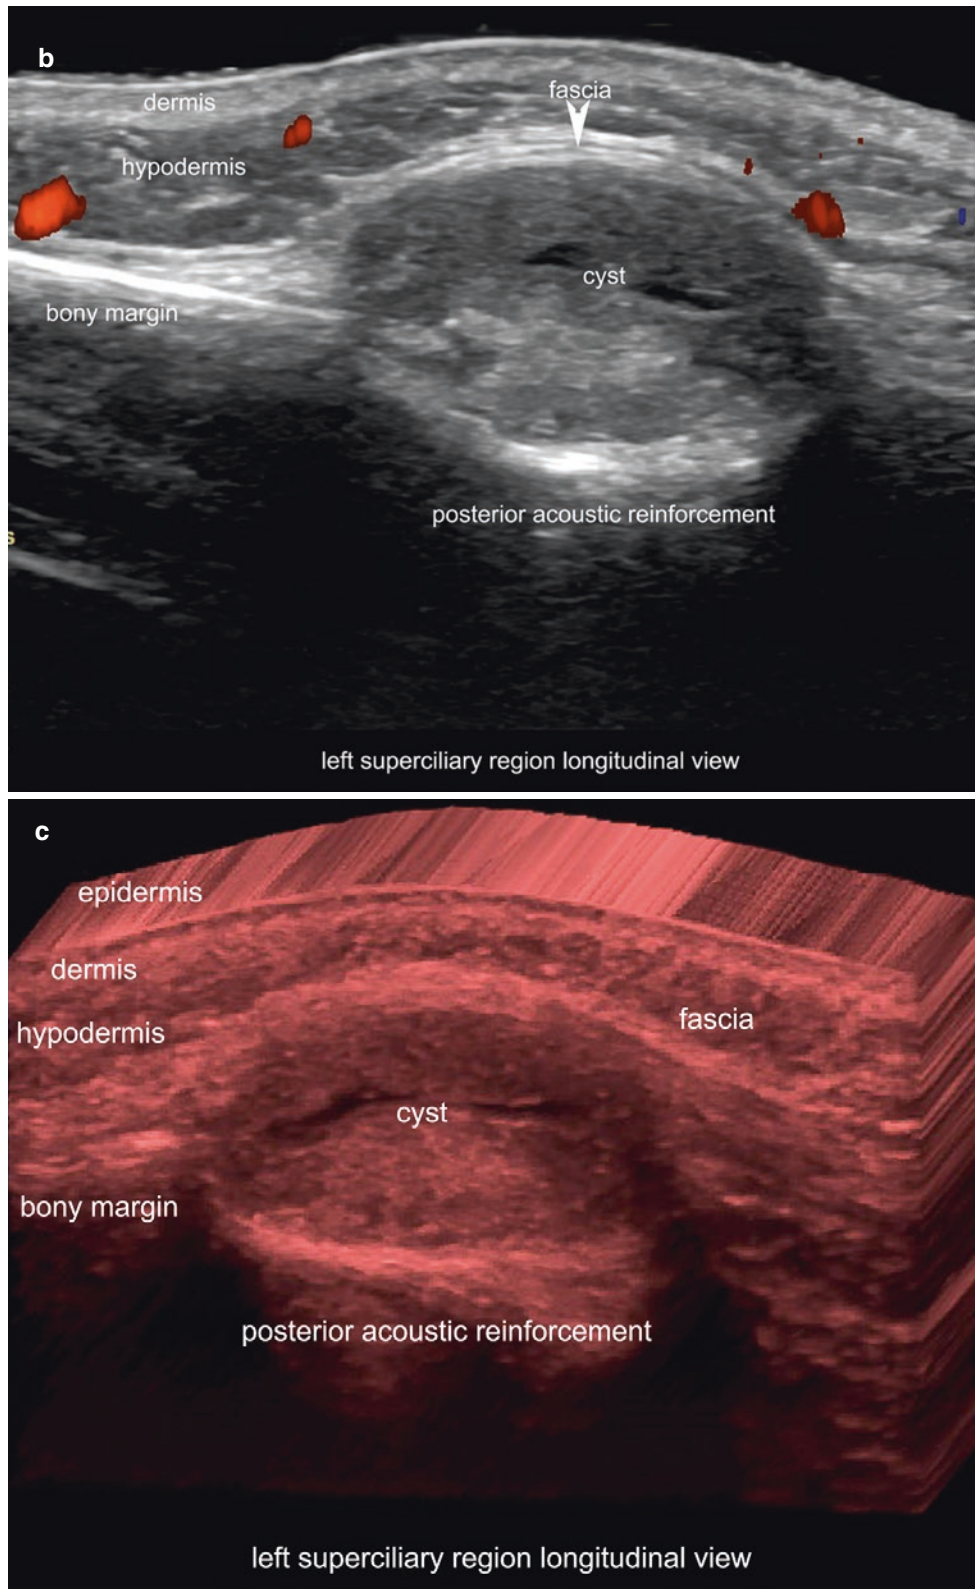 b
dermis
fascia
hypodermis
cyst
bony margin
posterior acoustic reinforcement
s
left superciliary region longitudinal view
c
epidermis
dermis
fascia
hypodermis
cyst
bony margin
posterior acoustic reinforcement
left superciliary region longitudinal view